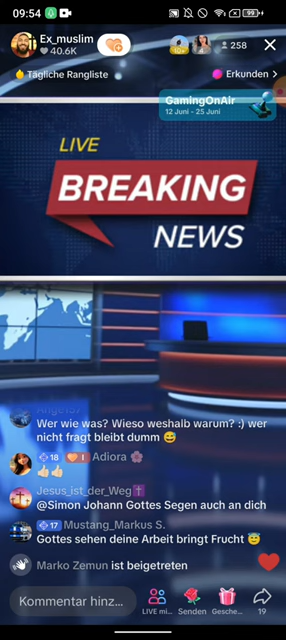 09:54
99
Ex_muslim
40.6K
10+
258
Tägliche Rangliste
Erkunden >
GamingOnAir
12 Juni - 25 Juni
LIVE
BREAKING
NEWS
Wer wie was? Wieso weshalb warum? :) wer
nicht fragt bleibt dumm 😅
18 1 Adiora 🌸
👍🏻👍🏻
Jesus_ist_der_Weg✝️
@Simon Johann Gottes Segen auch an dich
17 Mustang_Markus S.
Gottes sehen deine Arbeit bringt Frucht 😇
Marko Zemun ist beigetreten
Kommentar hinz...
LIVE mi...
Senden
Gesche...
19